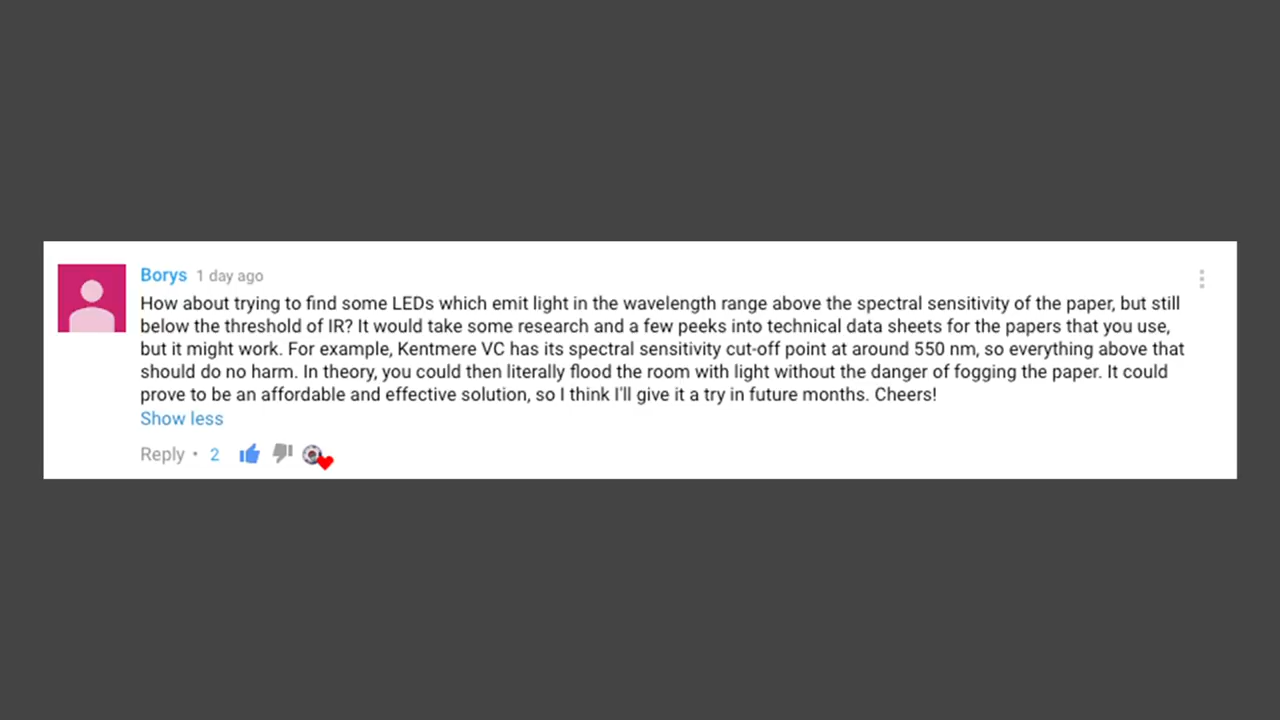 Borys 1 day ago
How about trying to find some LEDs which emit light in the wavelength range above the spectral sensitivity of the paper, but still
below the threshold of IR? It would take some research and a few peeks into technical data sheets for the papers that you use,
but it might work. For example, Kentmere VC has its spectral sensitivity cut-off point at around 550 nm, so everything above that
should do no harm. In theory, you could then literally flood the room with light without the danger of fogging the paper. It could
prove to be an affordable and effective solution, so I think I'll give it a try in future months. Cheers!
Show less
Reply • 2